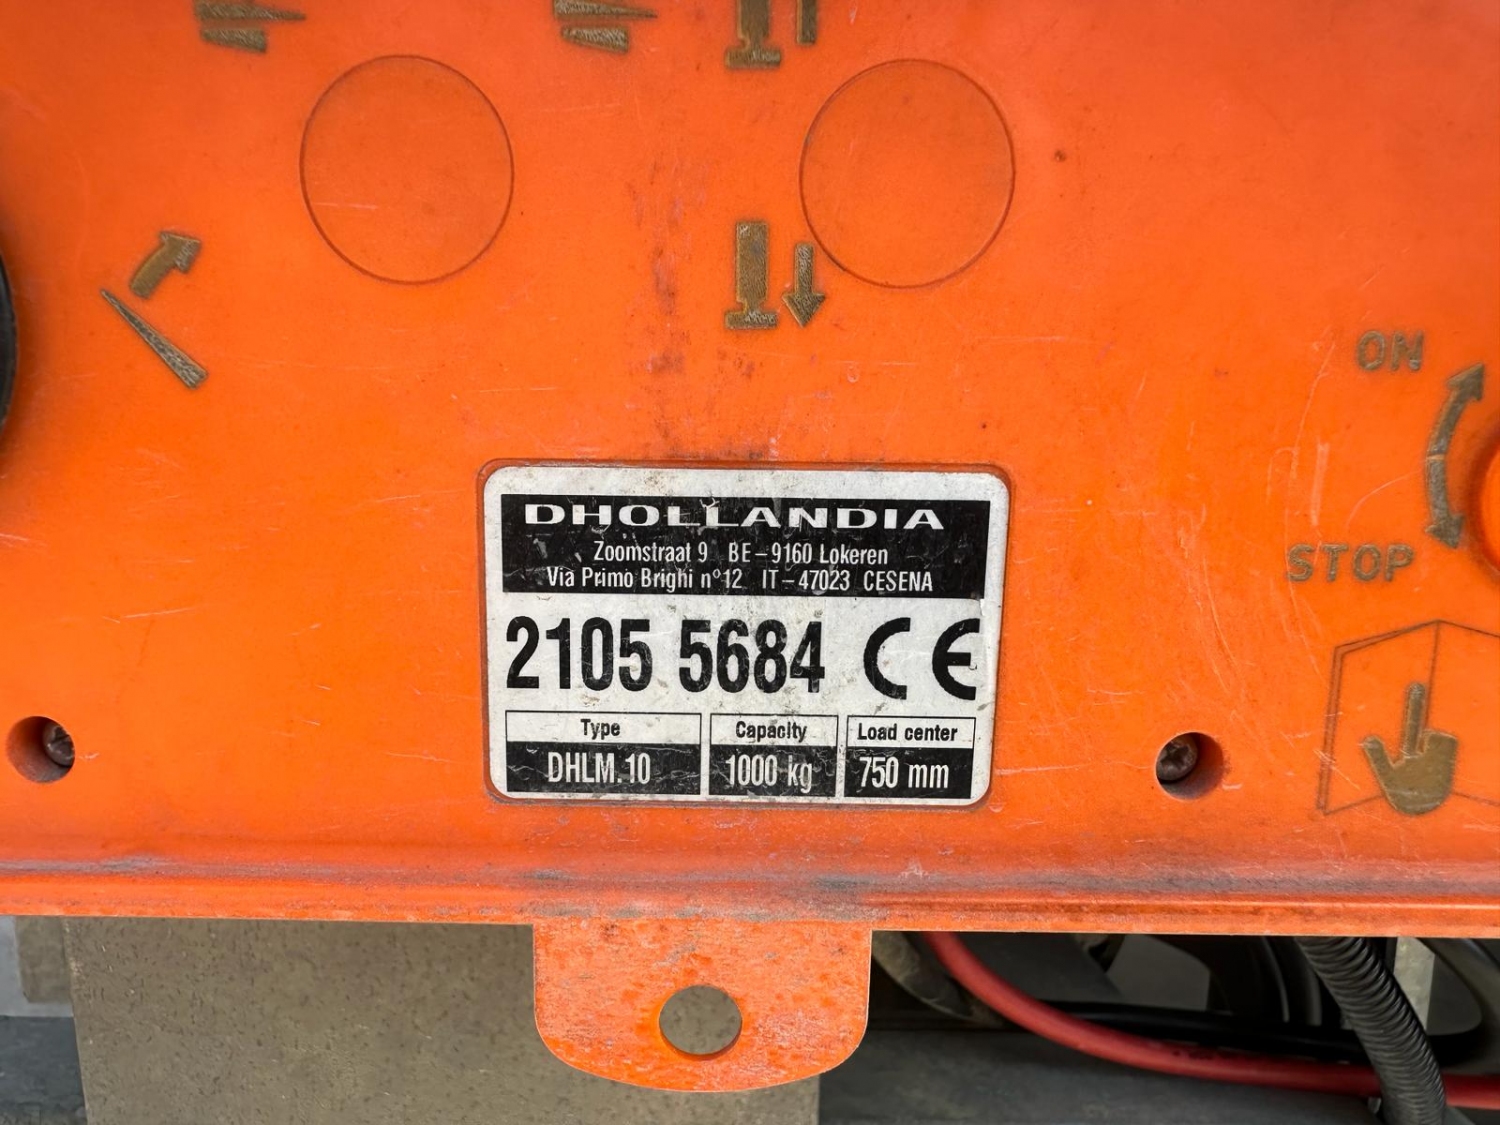 ON
STOP
DHOLLANDIA
Zoomstraat 9 BE-9160 Lokeren
Via Primo Brighi n°12 IT-47023 CESENA
2105 5684 CE
Type Capacity Load center
DHLM.10 1000 kg 750 mm